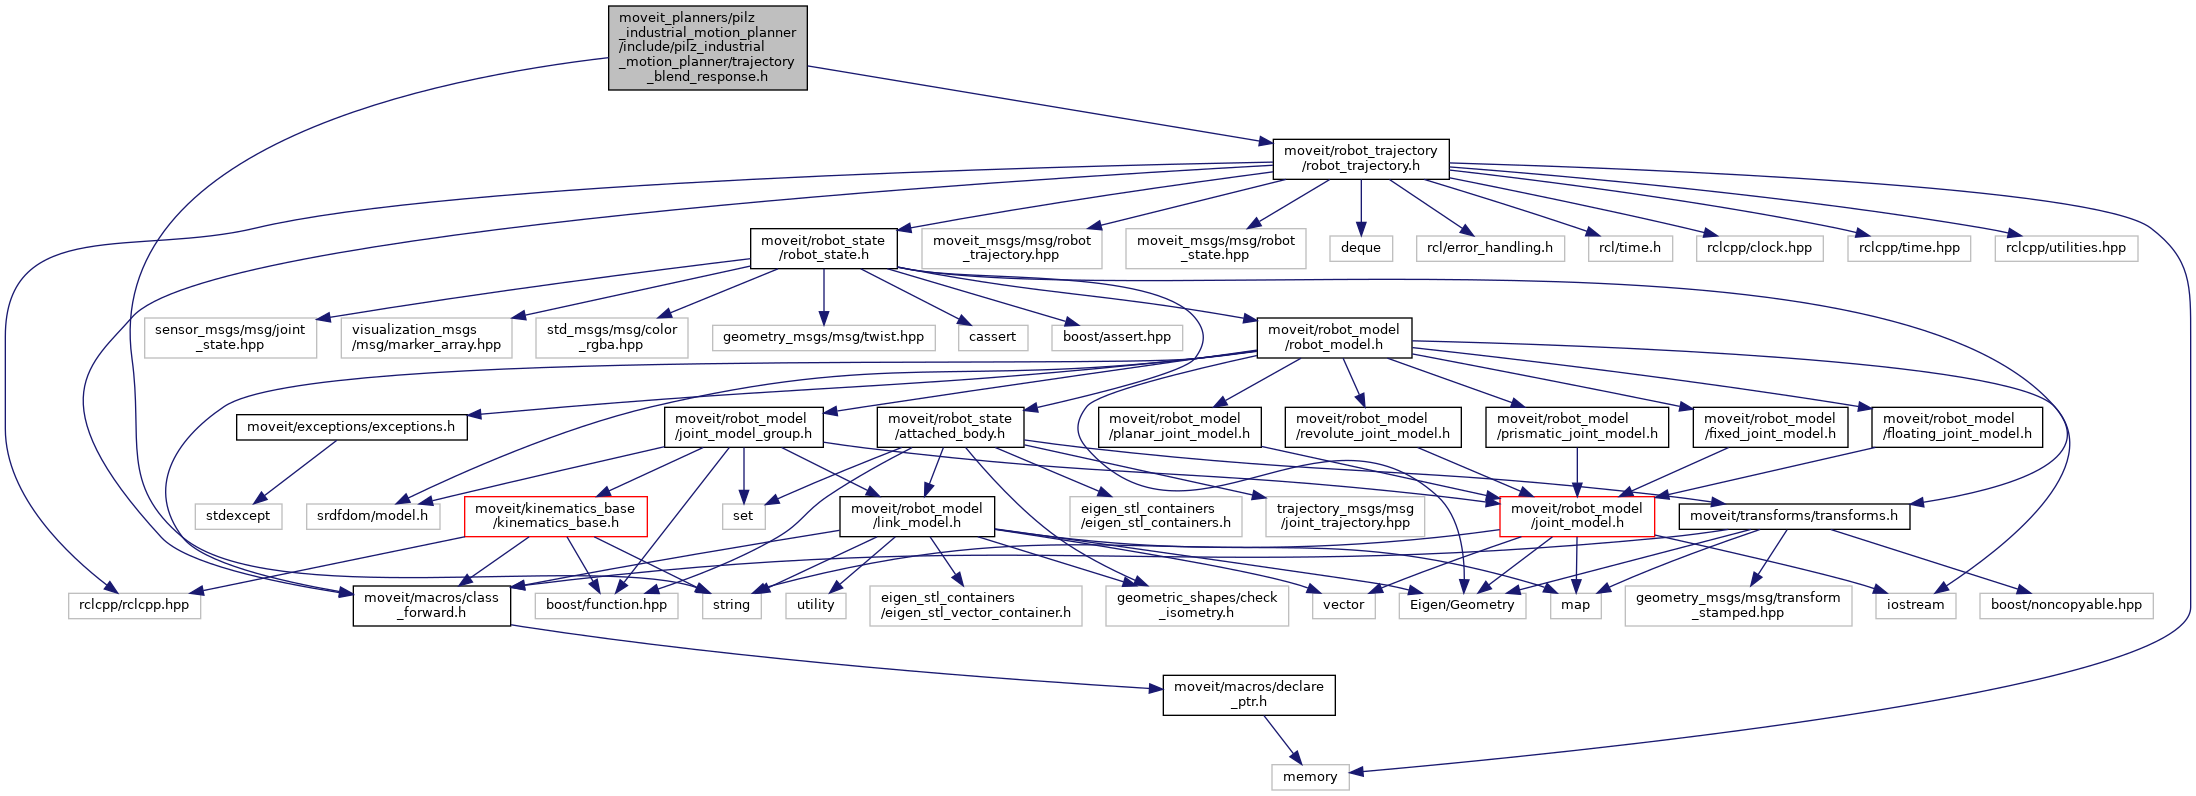 moveit_planners/pilz
_industrial_motion_planner
/include/pilz_industrial
_motion_planner/trajectory
_blend_response.h
moveit/robot_trajectory
/robot_trajectory.h
moveit/robot_state
/robot_state.h
moveit_msgs/msg/robot
_trajectory.hpp
moveit_msgs/msg/robot
_state.hpp
deque
rcl/error_handling.h
rcl/time.h
rclcpp/clock.hpp
rclcpp/time.hpp
rclcpp/utilities.hpp
sensor_msgs/msg/joint
_state.hpp
visualization_msgs
/msg/marker_array.hpp
std_msgs/msg/color
_rgba.hpp
geometry_msgs/msg/twist.hpp
cassert
boost/assert.hpp
moveit/robot_model
/robot_model.h
moveit/exceptions/exceptions.h
moveit/robot_model
/joint_model_group.h
moveit/robot_state
/attached_body.h
moveit/robot_model
/planar_joint_model.h
moveit/robot_model
/revolute_joint_model.h
moveit/robot_model
/prismatic_joint_model.h
moveit/robot_model
/fixed_joint_model.h
moveit/robot_model
/floating_joint_model.h
stdexcept
srdfdom/model.h
moveit/kinematics_base
/kinematics_base.h
set
moveit/robot_model
/link_model.h
eigen_stl_containers
/eigen_stl_containers.h
trajectory_msgs/msg
/joint_trajectory.hpp
moveit/robot_model
/joint_model.h
moveit/transforms/transforms.h
rclcpp/rclcpp.hpp
moveit/macros/class
_forward.h
boost/function.hpp
string
utility
eigen_stl_containers
/eigen_stl_vector_container.h
geometric_shapes/check
_isometry.h
vector
Eigen/Geometry
map
geometry_msgs/msg/transform
_stamped.hpp
iostream
boost/noncopyable.hpp
moveit/macros/declare
_ptr.h
memory